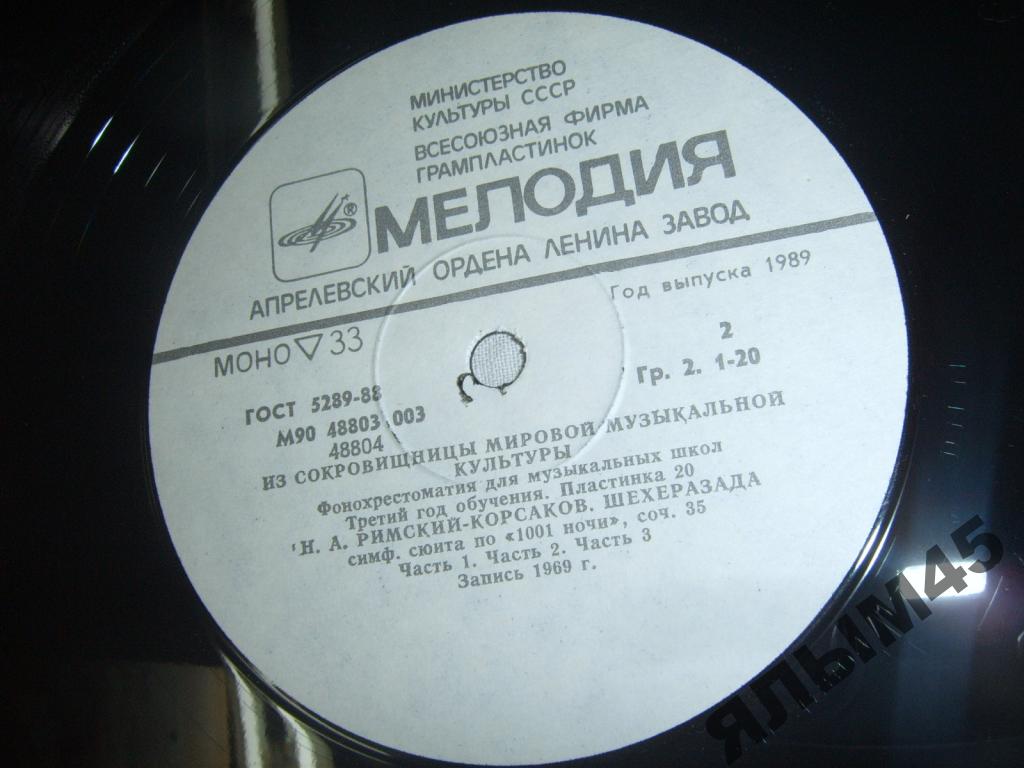 МИНИСТЕРСТВО
КУЛЬТУРЫ СССР
ВСЕСОЮЗНАЯ ФИРМА
ГРАМПЛАСТИНОК
®
МЕЛОДИЯ
АПРЕЛЕВСКИЙ ОРДЕНА ЛЕНИНА ЗАВОД
МОНО ▽ 33
Год выпуска 1989
ГОСТ 5289-88
2
М90 48803 003
Гр. 2. 1-20
48804
ИЗ СОКРОВИЩНИЦЫ МИРОВОЙ МУЗЫКАЛЬНОЙ
КУЛЬТУРЫ
Фонохрестоматия для музыкальных школ
Третий год обучения. Пластинка 20
Н. А. РИМСКИЙ-КОРСАКОВ. ШЕХЕРАЗАДА
симф. сюита по «1001 ночи», соч. 35
Часть 1. Часть 2. Часть 3
Запись 1969 г.
ЯЛЫМ45